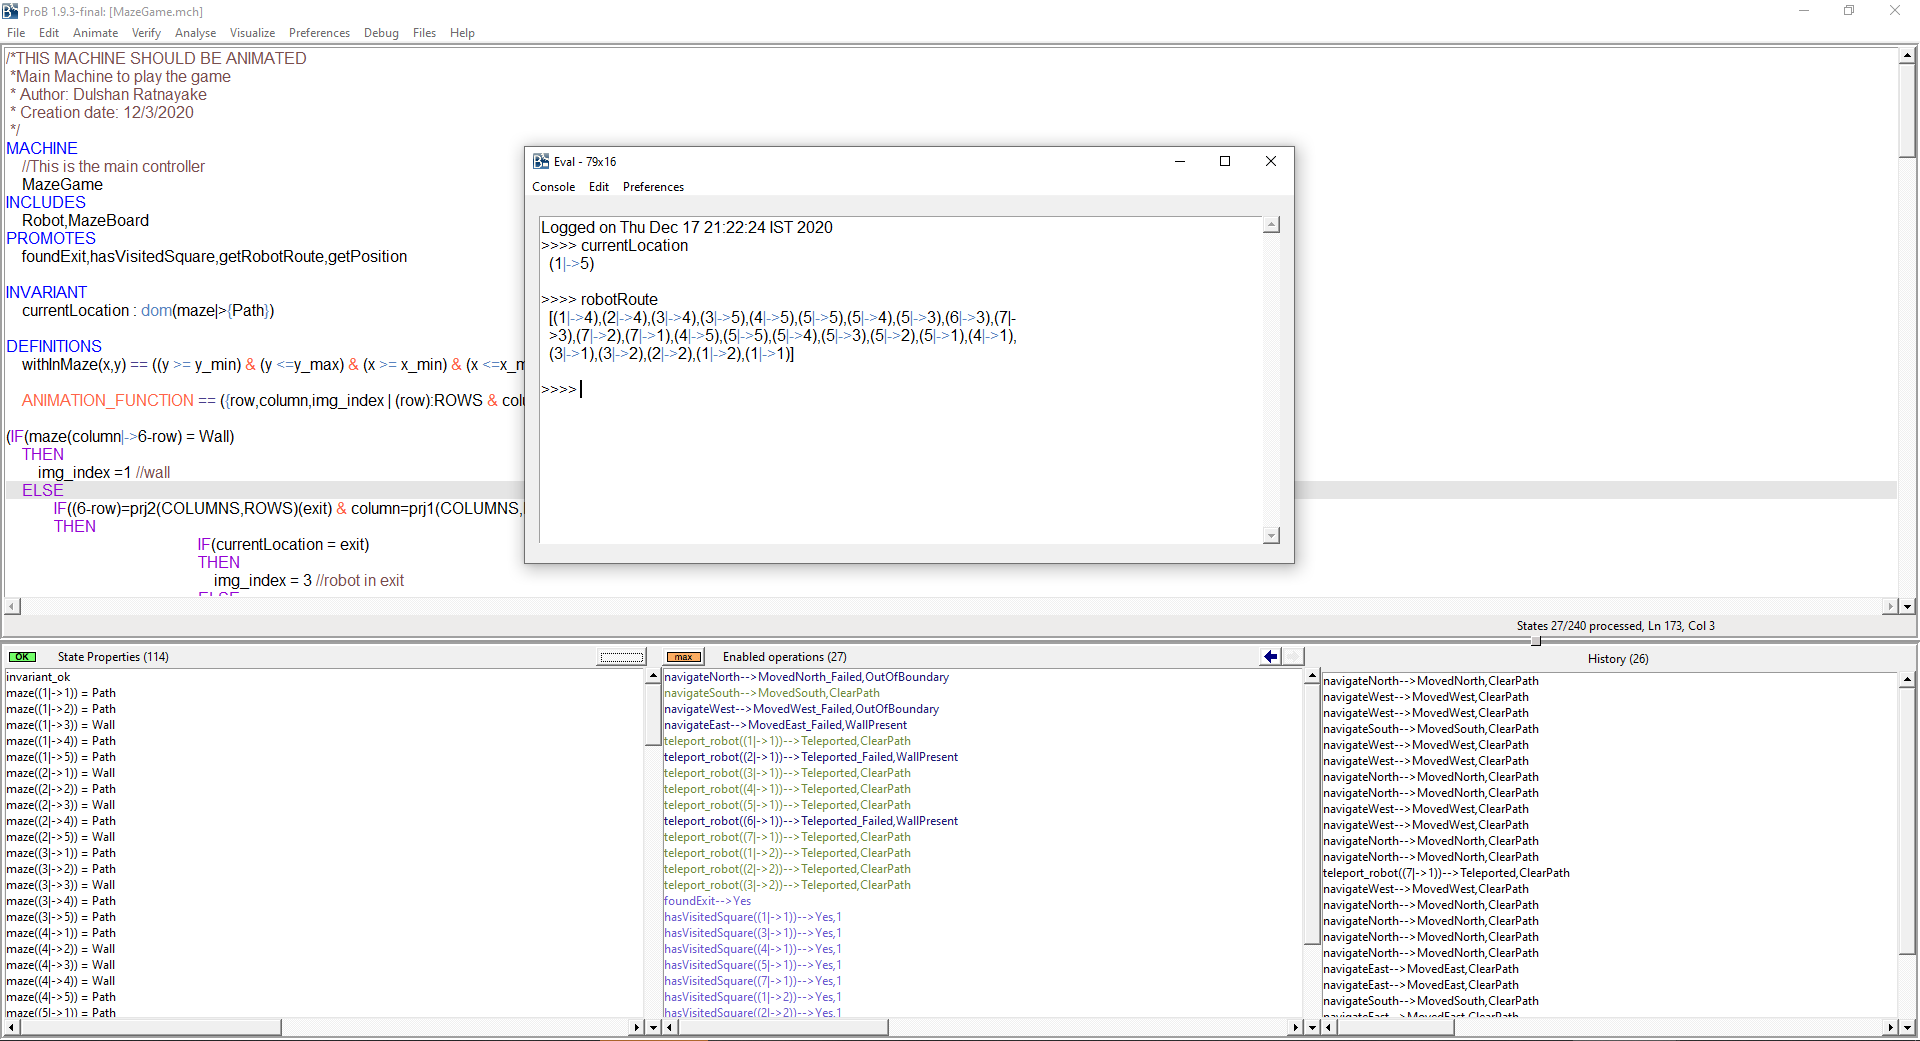 ProB 1.9.3-final: [MazeGame.mch]
File Edit Animate Verify Analyse Visualize Preferences Debug Files Help
/*THIS MACHINE SHOULD BE ANIMATED
*Main Machine to play the game
* Author: Dulshan Ratnayake
* Creation date: 12/3/2020
*/
MACHINE
//This is the main controller
MazeGame
INCLUDES
Robot,MazeBoard
PROMOTES
foundExit,hasVisitedSquare,getRobotRoute,getPosition
INVARIANT
currentLocation : dom(maze|>{Path})
DEFINITIONS
withInMaze(x,y) == ((y >= y_min) & (y <=y_max) & (x >= x_min) & (x <=x_m
ANIMATION_FUNCTION == ({row,column,img_index | (row):ROWS & colu
(IF(maze(column|->6-row) = Wall)
THEN
img_index =1 //wall
ELSE
IF((6-row)=prj2(COLUMNS,ROWS)(exit) & column=prj1(COLUMNS,
THEN
IF(currentLocation = exit)
THEN
img_index = 3 //robot in exit
ELSE
Eval - 79x16
Console Edit Preferences
Logged on Thu Dec 17 21:22:24 IST 2020
>>>> currentLocation
(1|->5)
>>>> robotRoute
[(1|->4),(2|->4),(3|->4),(3|->5),(4|->5),(5|->5),(5|->4),(5|->3),(6|->3),(7|-
>3),(7|->2),(7|->1),(4|->5),(5|->5),(5|->4),(5|->3),(5|->2),(5|->1),(4|->1),
(3|->1),(3|->2),(2|->2),(1|->2),(1|->1)]
>>>>
States 27/240 processed, Ln 173, Col 3
OK State Properties (114)
invariant_ok
maze((1|->1)) = Path
maze((1|->2)) = Path
maze((1|->3)) = Wall
maze((1|->4)) = Path
maze((1|->5)) = Path
maze((2|->1)) = Wall
maze((2|->2)) = Path
maze((2|->3)) = Wall
maze((2|->4)) = Path
maze((2|->5)) = Wall
maze((3|->1)) = Path
maze((3|->2)) = Path
maze((3|->3)) = Wall
maze((3|->4)) = Path
maze((3|->5)) = Path
maze((4|->1)) = Path
maze((4|->2)) = Wall
maze((4|->3)) = Wall
maze((4|->4)) = Wall
maze((4|->5)) = Path
maze((5|->1)) = Path
max Enabled operations (27)
navigateNorth-->MovedNorth_Failed,OutOfBoundary
navigateSouth-->MovedSouth,ClearPath
navigateWest-->MovedWest_Failed,OutOfBoundary
navigateEast-->MovedEast_Failed,WallPresent
teleport_robot((1|->1))-->Teleported,ClearPath
teleport_robot((2|->1))-->Teleported_Failed,WallPresent
teleport_robot((3|->1))-->Teleported,ClearPath
teleport_robot((4|->1))-->Teleported,ClearPath
teleport_robot((5|->1))-->Teleported,ClearPath
teleport_robot((6|->1))-->Teleported_Failed,WallPresent
teleport_robot((7|->1))-->Teleported,ClearPath
teleport_robot((1|->2))-->Teleported,ClearPath
teleport_robot((2|->2))-->Teleported,ClearPath
teleport_robot((3|->2))-->Teleported,ClearPath
foundExit-->Yes
hasVisitedSquare((1|->1))-->Yes,1
hasVisitedSquare((3|->1))-->Yes,1
hasVisitedSquare((4|->1))-->Yes,1
hasVisitedSquare((5|->1))-->Yes,1
hasVisitedSquare((7|->1))-->Yes,1
hasVisitedSquare((1|->2))-->Yes,1
hasVisitedSquare((2|->2))-->Yes,1
History (26)
navigateNorth-->MovedNorth,ClearPath
navigateWest-->MovedWest,ClearPath
navigateWest-->MovedWest,ClearPath
navigateSouth-->MovedSouth,ClearPath
navigateWest-->MovedWest,ClearPath
navigateWest-->MovedWest,ClearPath
navigateNorth-->MovedNorth,ClearPath
navigateNorth-->MovedNorth,ClearPath
navigateWest-->MovedWest,ClearPath
navigateWest-->MovedWest,ClearPath
navigateNorth-->MovedNorth,ClearPath
navigateNorth-->MovedNorth,ClearPath
teleport_robot((7|->1))-->Teleported,ClearPath
navigateWest-->MovedWest,ClearPath
navigateNorth-->MovedNorth,ClearPath
navigateNorth-->MovedNorth,ClearPath
navigateNorth-->MovedNorth,ClearPath
navigateNorth-->MovedNorth,ClearPath
navigateEast-->MovedEast,ClearPath
navigateEast-->MovedEast,ClearPath
navigateSouth-->MovedSouth,ClearPath
navigateEast-->MovedEast,ClearPath